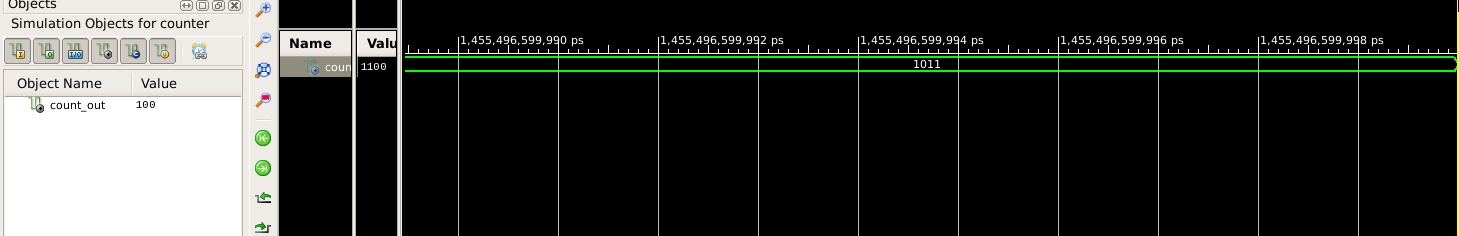 Objects
Simulation Objects for counter
Object Name Value
count_out 100
Name Valu
coun 1100
1,455,496,599,990 ps 1,455,496,599,992 ps 1,455,496,599,994 ps 1,455,496,599,996 ps 1,455,496,599,998 ps
1011